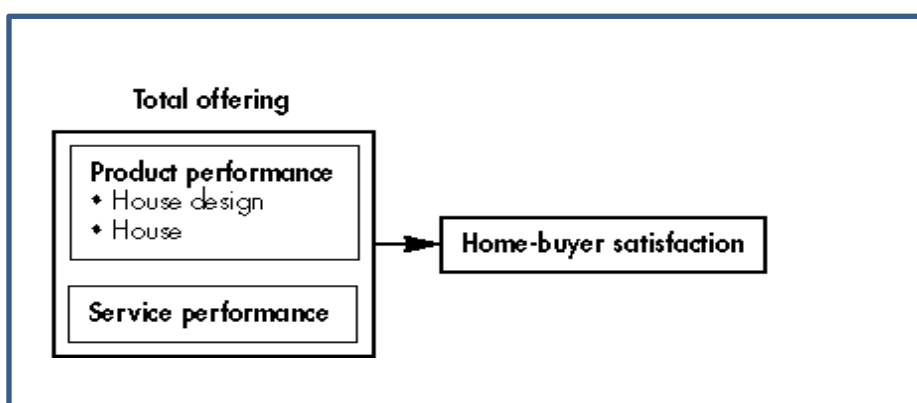 Total offering
Product performance
• House design
• House
Home-buyer satisfaction
Service performance